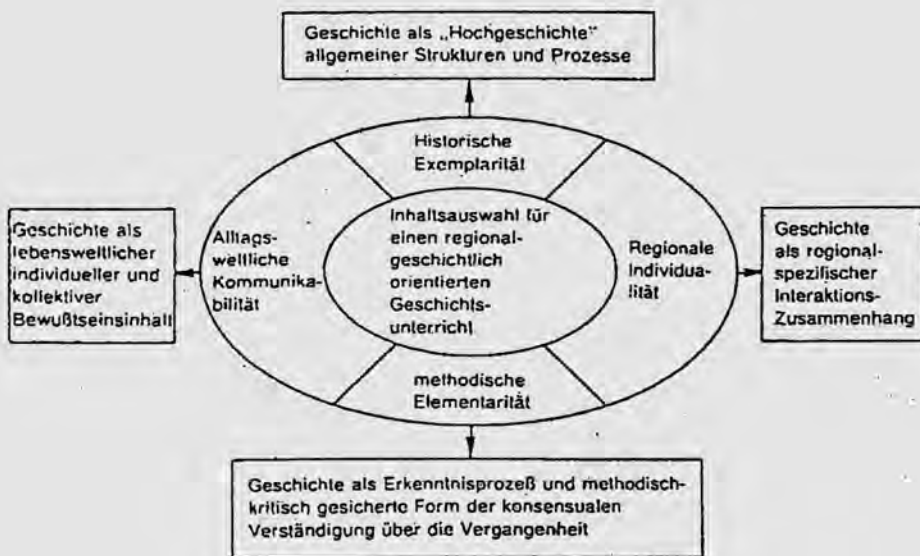 Geschichte als „Hochgeschichte"
allgemeiner Strukturen und Prozesse
Historische
Exemplarität
Geschichte als
lebensweltlicher
individueller und
kollektiver
Bewußtseinsinhalt
Alltags-
weltliche
Kommunika-
bilität
Inhaltsauswahl für
einen regional-
geschichtlich
orientierten
Geschichts-
unterricht
Regionale
Individua-
lität
Geschichte
als regional-
spezifischer
Interaktions-
Zusammenhang
methodische
Elementarität
Geschichte als Erkenntnisprozeß und methodisch-
kritisch gesicherte Form der konsensualen
Verständigung über die Vergangenheit